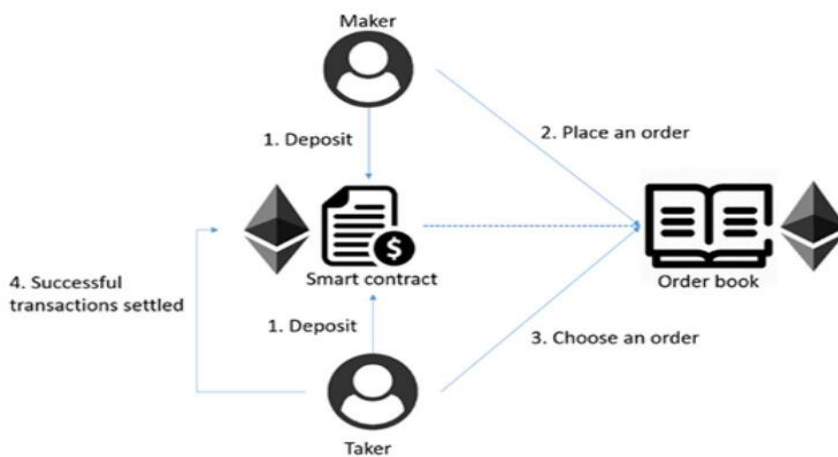 Maker
1. Deposit
2. Place an order
$
Smart contract
Order book
4. Successful
transactions settled
1. Deposit
3. Choose an order
Taker